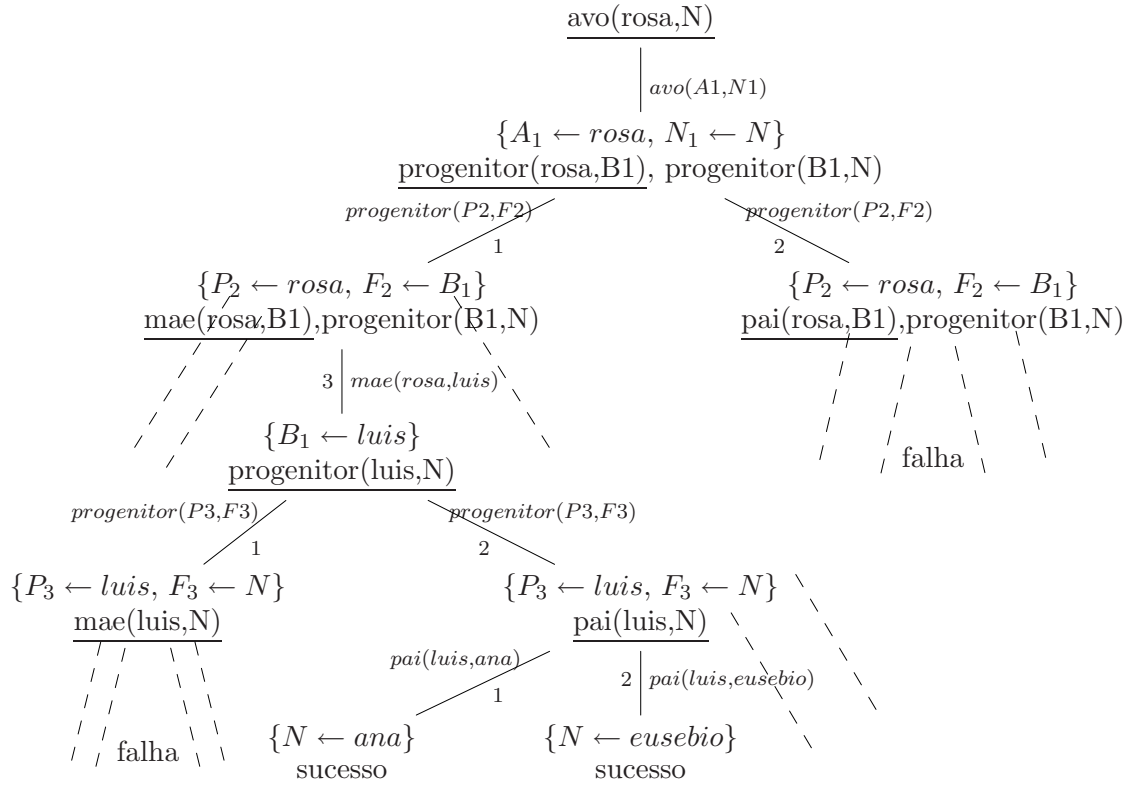 avo(rosa,N)
avo(A1,N1)
{A₁ ← rosa, N₁ ← N}
progenitor(rosa,B1), progenitor(B1,N)
progenitor(P2,F2) progenitor(P2,F2)
1 2
{P₂ ← rosa, F₂ ← B₁} {P₂ ← rosa, F₂ ← B₁}
mae(rosa,B1),progenitor(B1,N) pai(rosa,B1),progenitor(B1,N)
3 mae(rosa,luis)
{B₁ ← luis}
falha
progenitor(luis,N)
progenitor(P3,F3) progenitor(P3,F3)
1 2
{P₃ ← luis, F₃ ← N} {P₃ ← luis, F₃ ← N}
mae(luis,N) pai(luis,N)
pai(luis,ana)
1 2 pai(luis,eusebio)
falha {N ← ana} {N ← eusebio}
sucesso sucesso